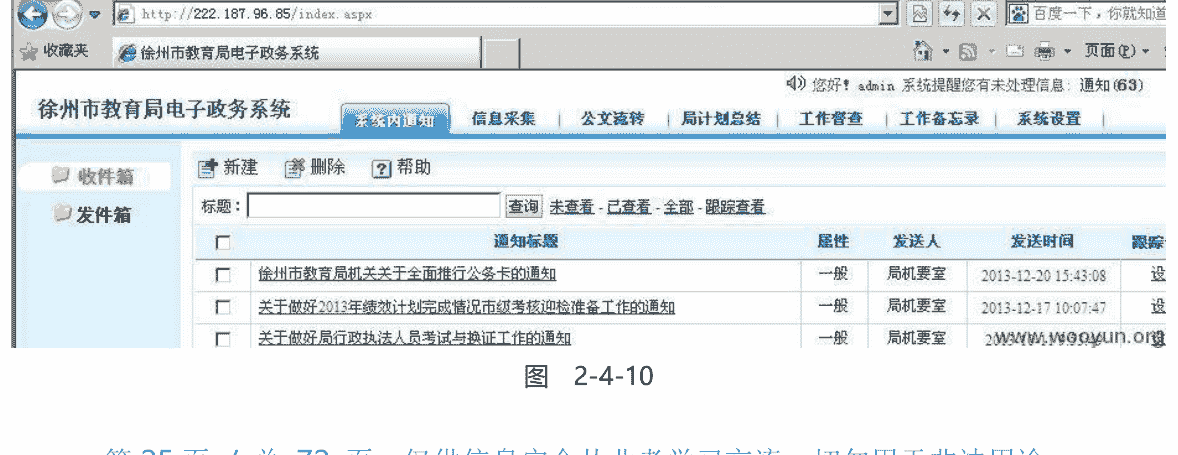 http://222.187.96.85/index.aspx 百度一下，你就知道
收藏夹 徐州市教育局电子政务系统 页面(P)
您好! admin 系统提醒您有未处理信息: 通知(63)
徐州市教育局电子政务系统 系统内通知 信息采集 | 公文流转 | 局计划总结 | 工作督查 | 工作备忘录 | 系统设置 |
收件箱 新建 删除 帮助
发件箱 标题: 查询 未查看 - 已查看 - 全部 - 跟踪查看
通知标题 属性 发送人 发送时间 跟踪
徐州市教育局机关关于全面推行公务卡的通知 一般 局机要室 2013-12-20 15:43:08 设
关于做好2013年绩效计划完成情况市级考核迎检准备工作的通知 一般 局机要室 2013-12-17 10:07:47 设
关于做好局行政执法人员考试与换证工作的通知 一般 局机要室
www.wooyun.org
图 2-4-10